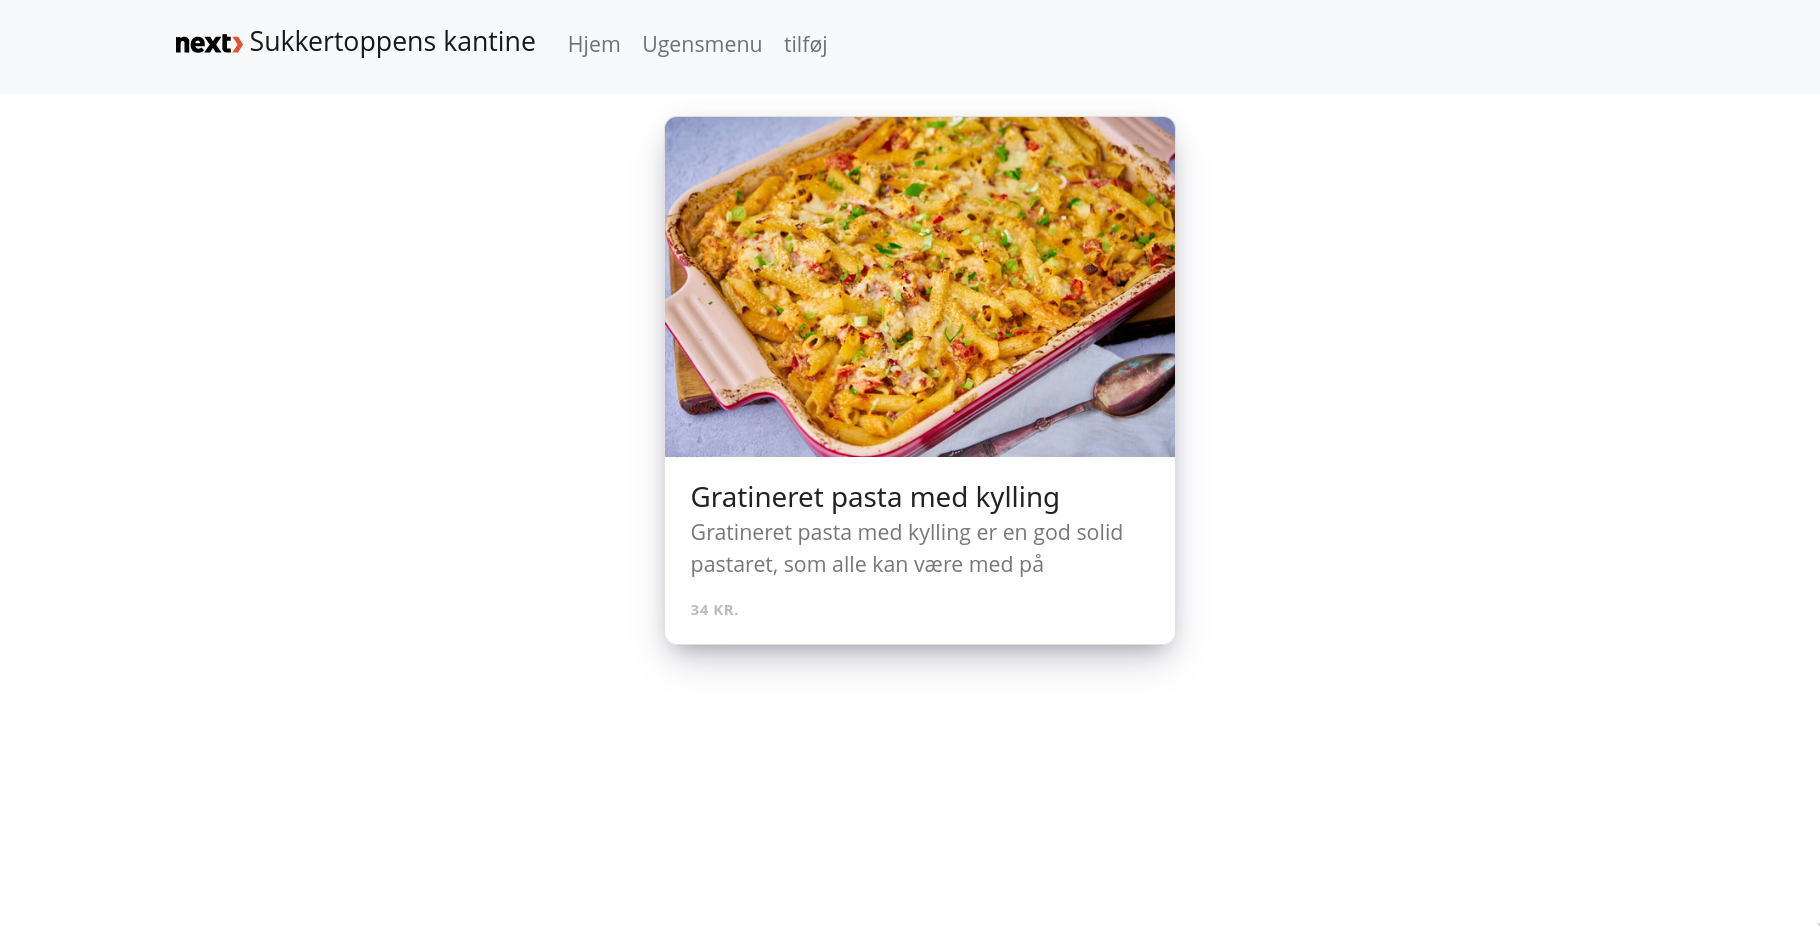 next Sukkertoppens kantine Hjem Ugensmenu tilføj
Gratineret pasta med kylling
Gratineret pasta med kylling er en god solid
pastaret, som alle kan være med på
34 KR.